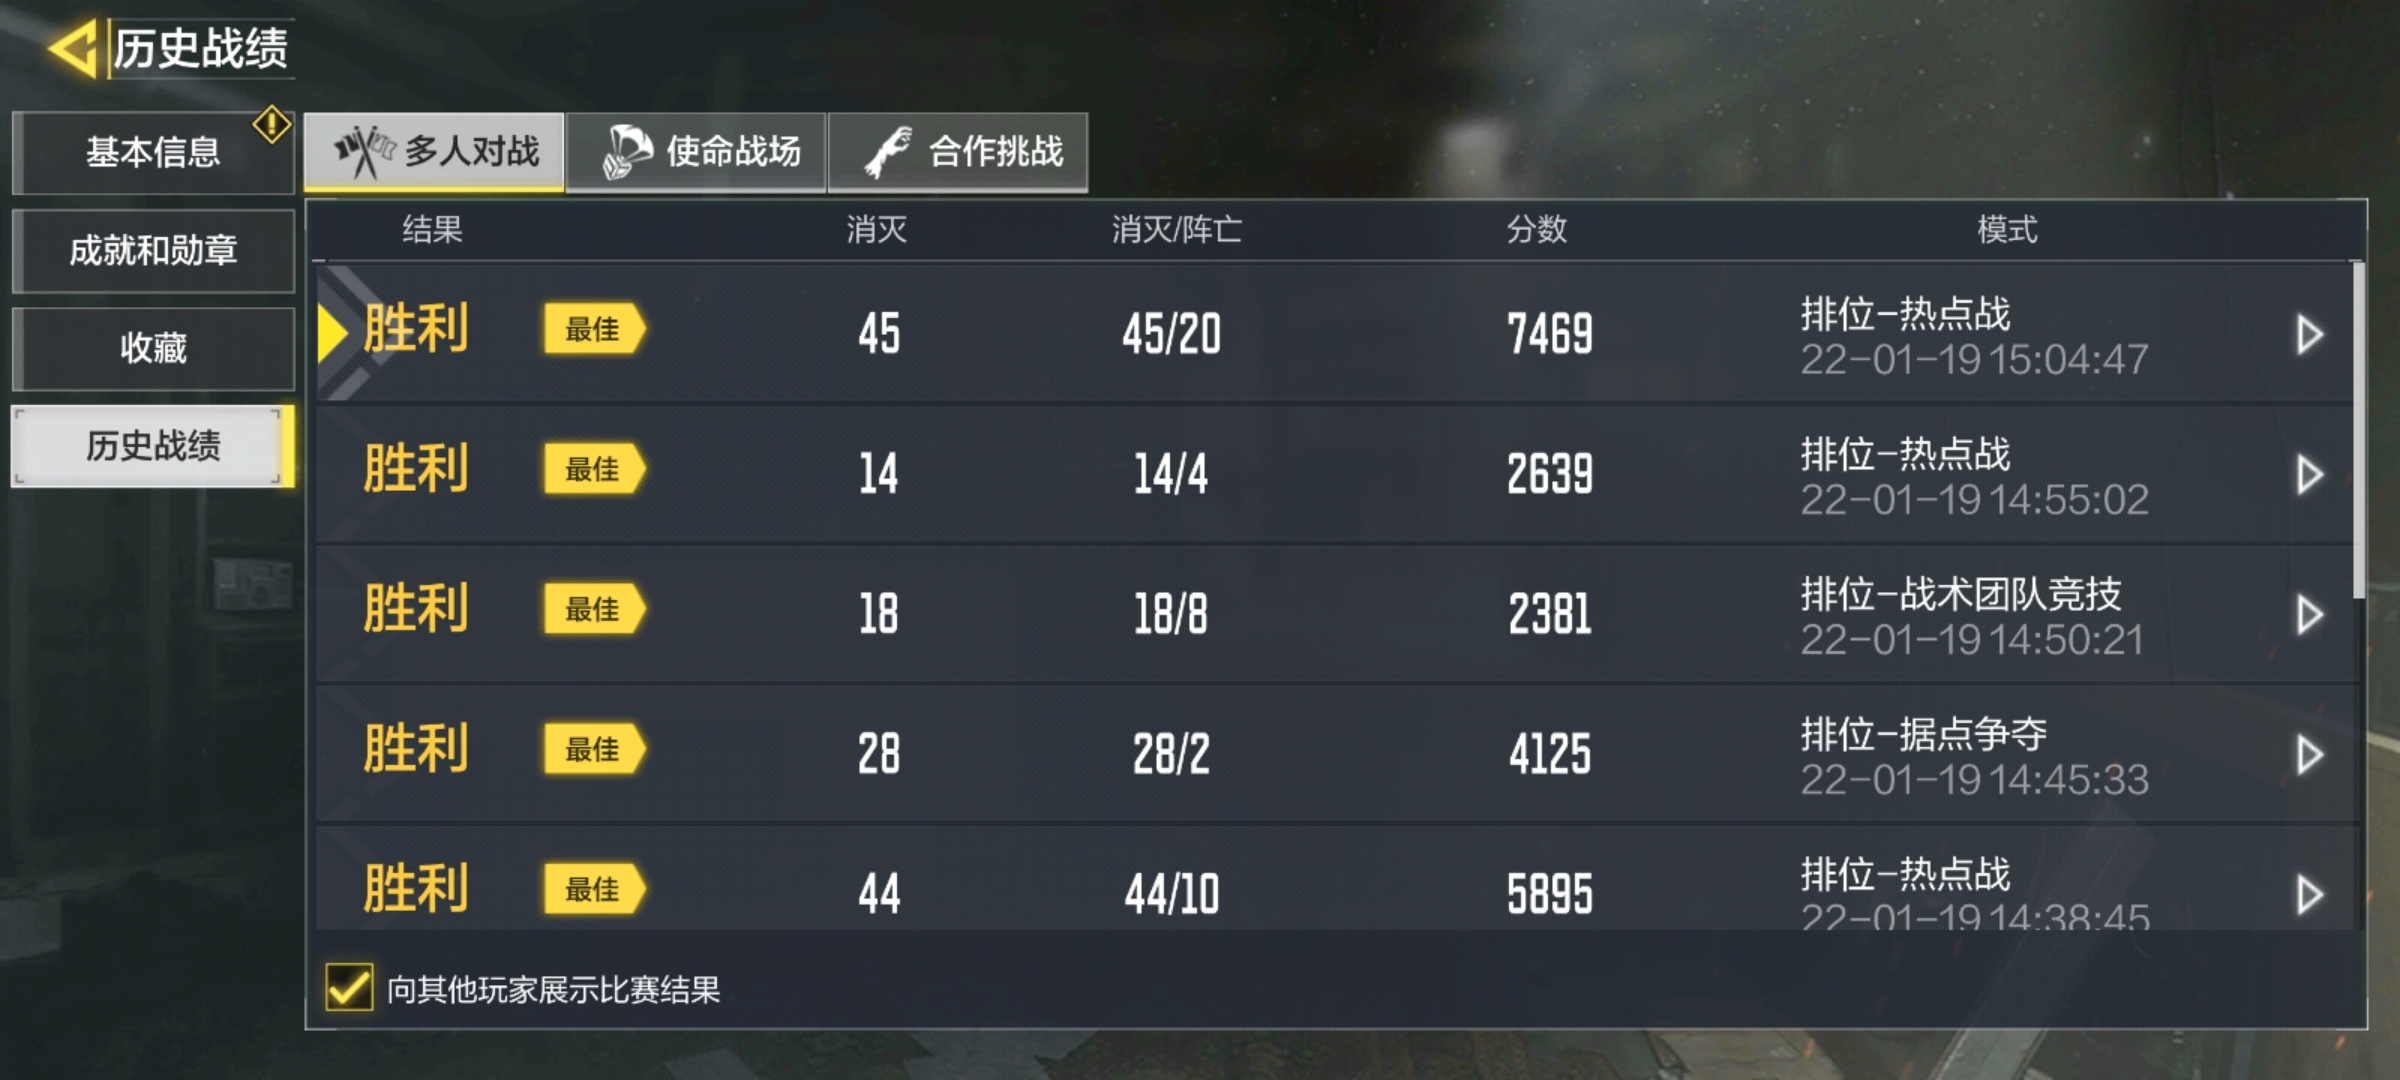 历史战绩
基本信息
成就和勋章
收藏
历史战绩
多人对战 使命战场 合作挑战
结果 消灭 消灭/阵亡 分数 模式
胜利 最佳 45 45/20 7469 排位-热点战
22-01-19 15:04:47
胜利 最佳 14 14/4 2639 排位-热点战
22-01-19 14:55:02
胜利 最佳 18 18/8 2381 排位-战术团队竞技
22-01-19 14:50:21
胜利 最佳 28 28/2 4125 排位-据点争夺
22-01-19 14:45:33
胜利 最佳 44 44/10 5895 排位-热点战
22-01-19 14:38:45
向其他玩家展示比赛结果